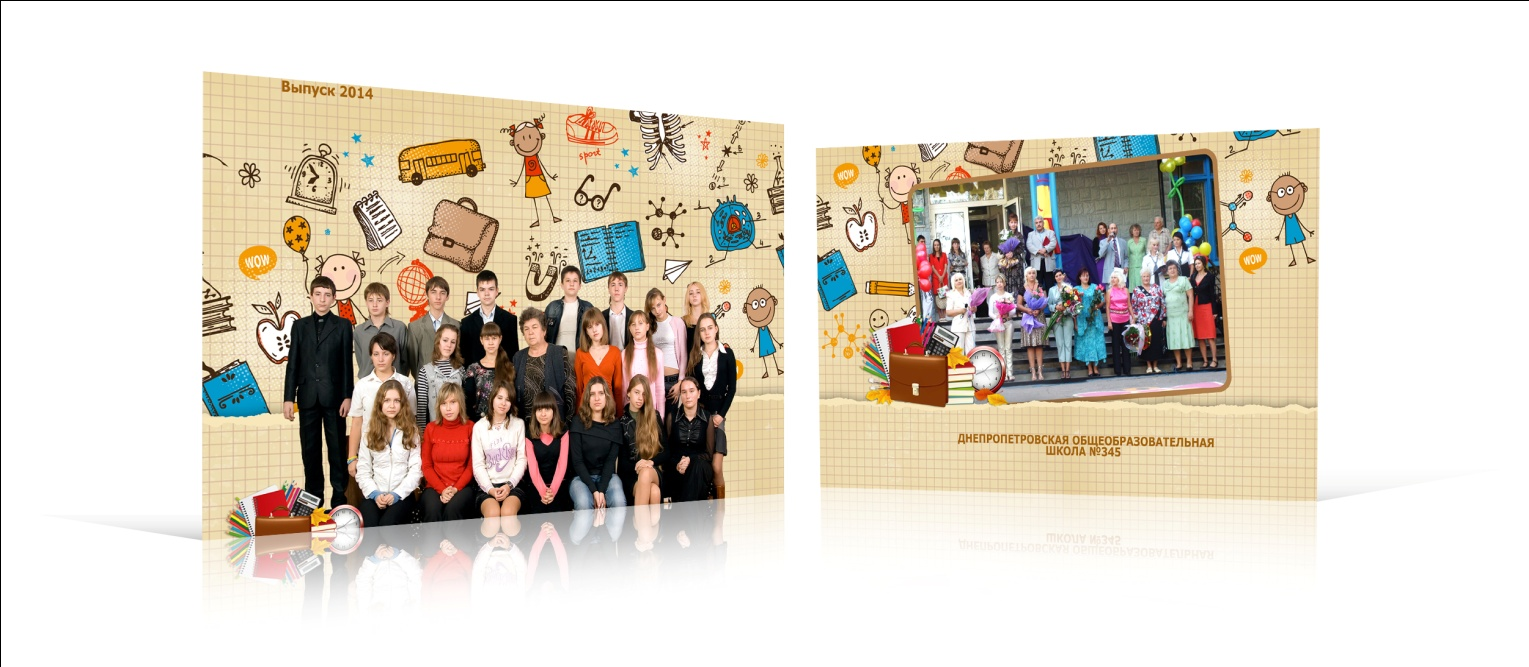 Выпуск 2014
sport
WOW
WOW
WOW
ДНЕПРОПЕТРОВСКАЯ ОБЩЕОБРАЗОВАТЕЛЬНАЯ
ШКОЛА №345